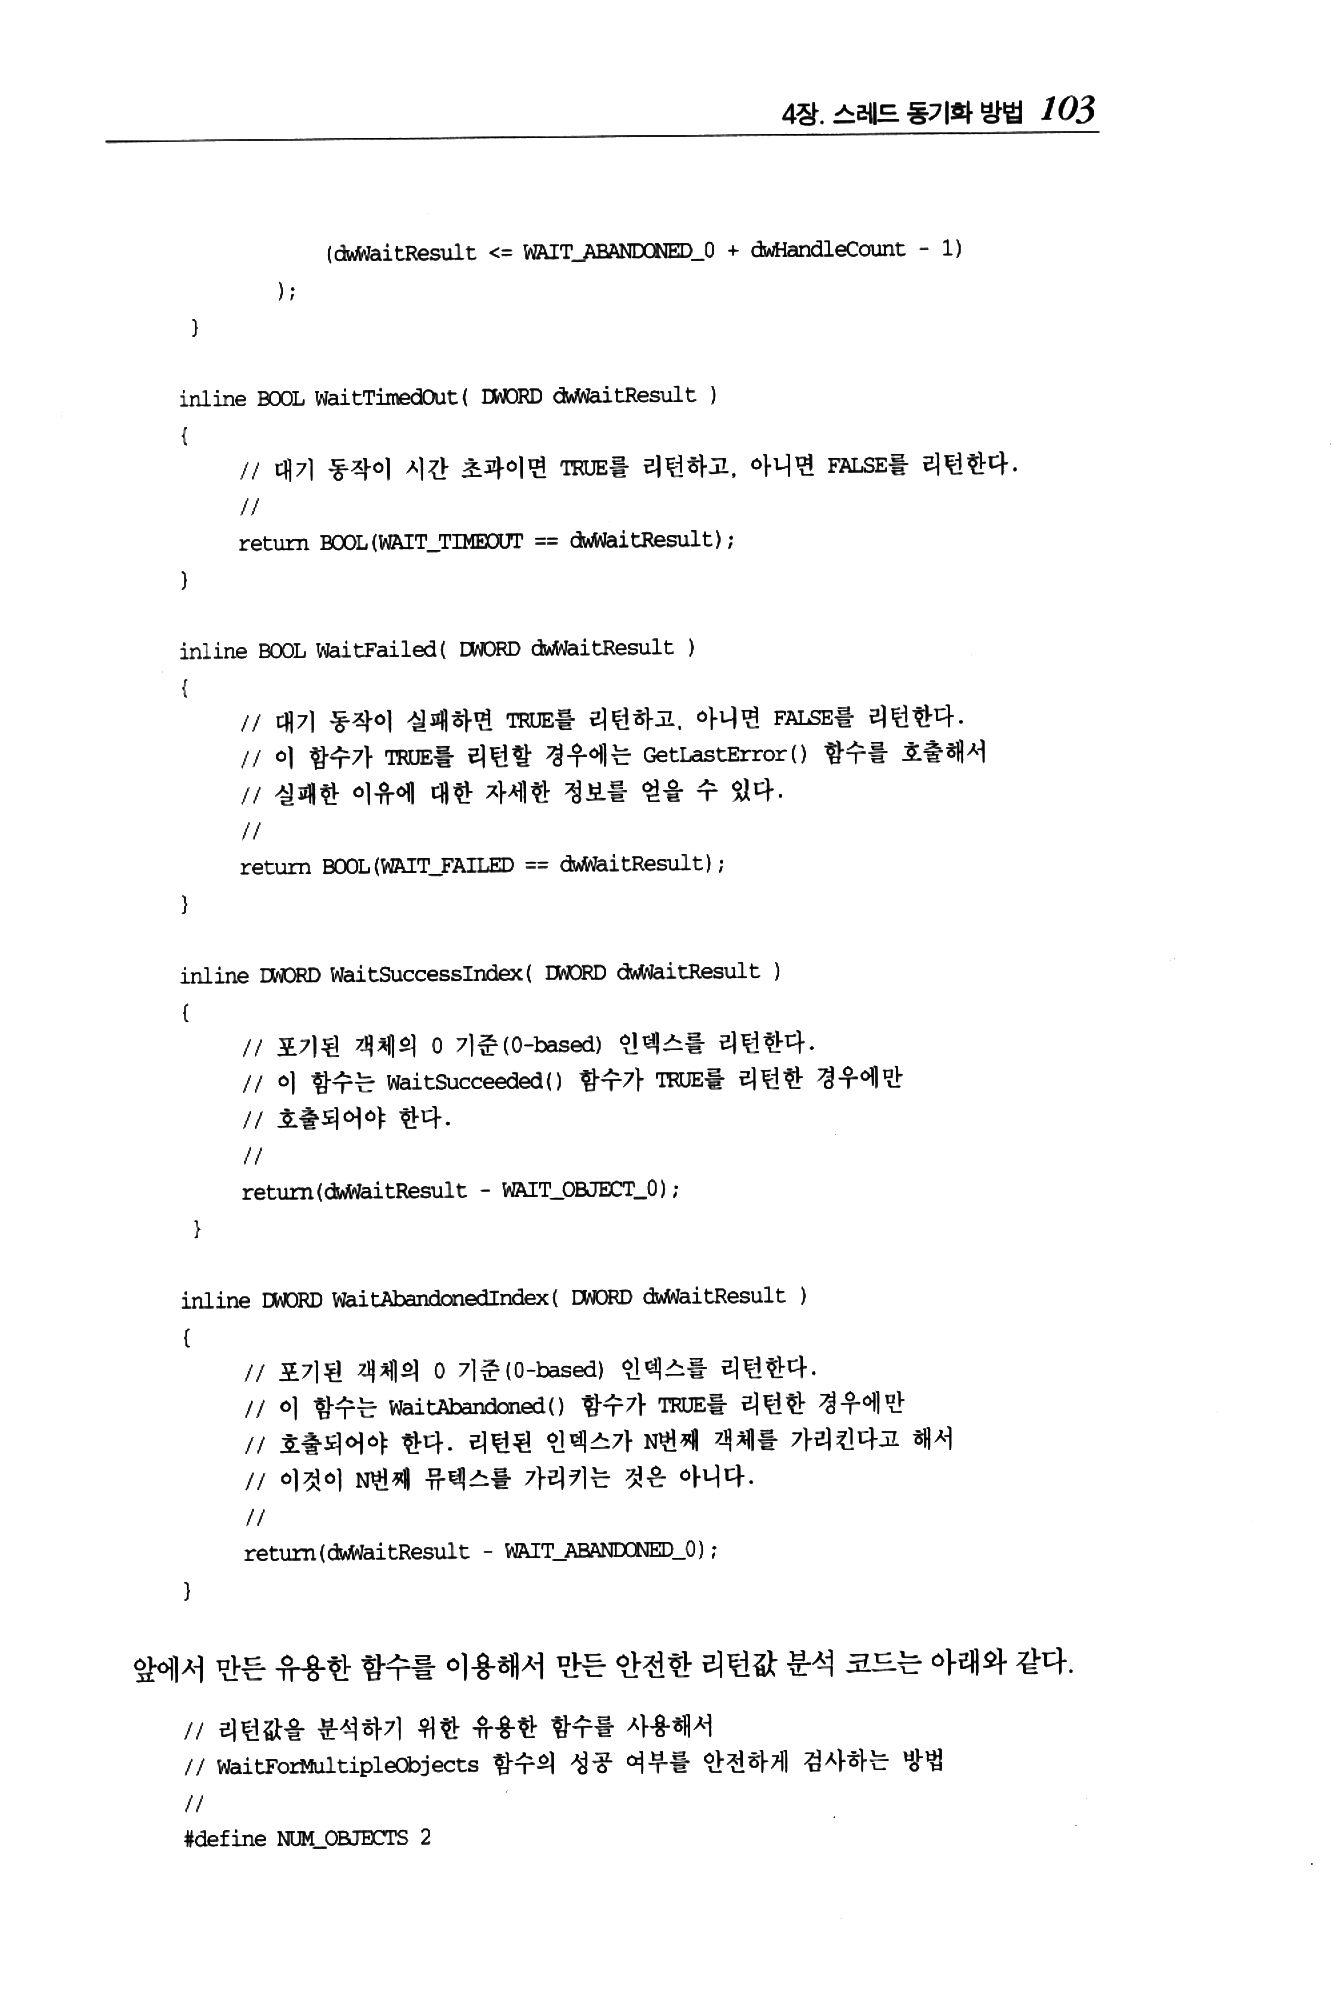 4장. 스레드 동기화 방법 103
(dwWaitResult <= WAIT_ABANDONED_0 + dwHandleCount - 1)
);
}
inline BOOL WaitTimedOut( DWORD dwWaitResult )
{
// 대기 동작이 시간 초과이면 TRUE를 리턴하고, 아니면 FALSE를 리턴한다.
//
return BOOL(WAIT_TIMEOUT == dwWaitResult);
}
inline BOOL WaitFailed( DWORD dwWaitResult )
{
// 대기 동작이 실패하면 TRUE를 리턴하고, 아니면 FALSE를 리턴한다.
// 이 함수가 TRUE를 리턴할 경우에는 GetLastError() 함수를 호출해서
// 실패한 이유에 대한 자세한 정보를 얻을 수 있다.
//
return BOOL(WAIT_FAILED == dwWaitResult);
}
inline DWORD WaitSuccessIndex( DWORD dwWaitResult )
{
// 포기된 객체의 0 기준(0-based) 인덱스를 리턴한다.
// 이 함수는 WaitSucceeded() 함수가 TRUE를 리턴한 경우에만
// 호출되어야 한다.
//
return(dwWaitResult - WAIT_OBJECT_0);
}
inline DWORD WaitAbandonedIndex( DWORD dwWaitResult )
{
// 포기된 객체의 0 기준(0-based) 인덱스를 리턴한다.
// 이 함수는 WaitAbandoned() 함수가 TRUE를 리턴한 경우에만
// 호출되어야 한다. 리턴된 인덱스가 N번째 객체를 가리킨다고 해서
// 이것이 N번째 뮤텍스를 가리키는 것은 아니다.
//
return(dwWaitResult - WAIT_ABANDONED_0);
}
앞에서 만든 유용한 함수를 이용해서 만든 안전한 리턴값 분석 코드는 아래와 같다.
// 리턴값을 분석하기 위한 유용한 함수를 사용해서
// WaitForMultipleObjects 함수의 성공 여부를 안전하게 검사하는 방법
//
#define NUM_OBJECTS 2